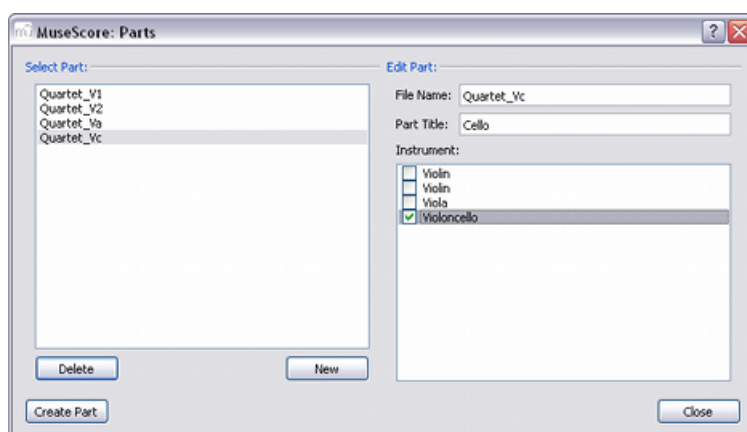 MuseScore: Parts
Select Part:
Quartet_V1
Quartet_V2
Quartet_Va
Quartet_Vc
Delete
New
Create Part
Edit Part:
File Name: Quartet_Vc
Part Title: Cello
Instrument:
Violin
Violin
Viola
Violoncello
Close